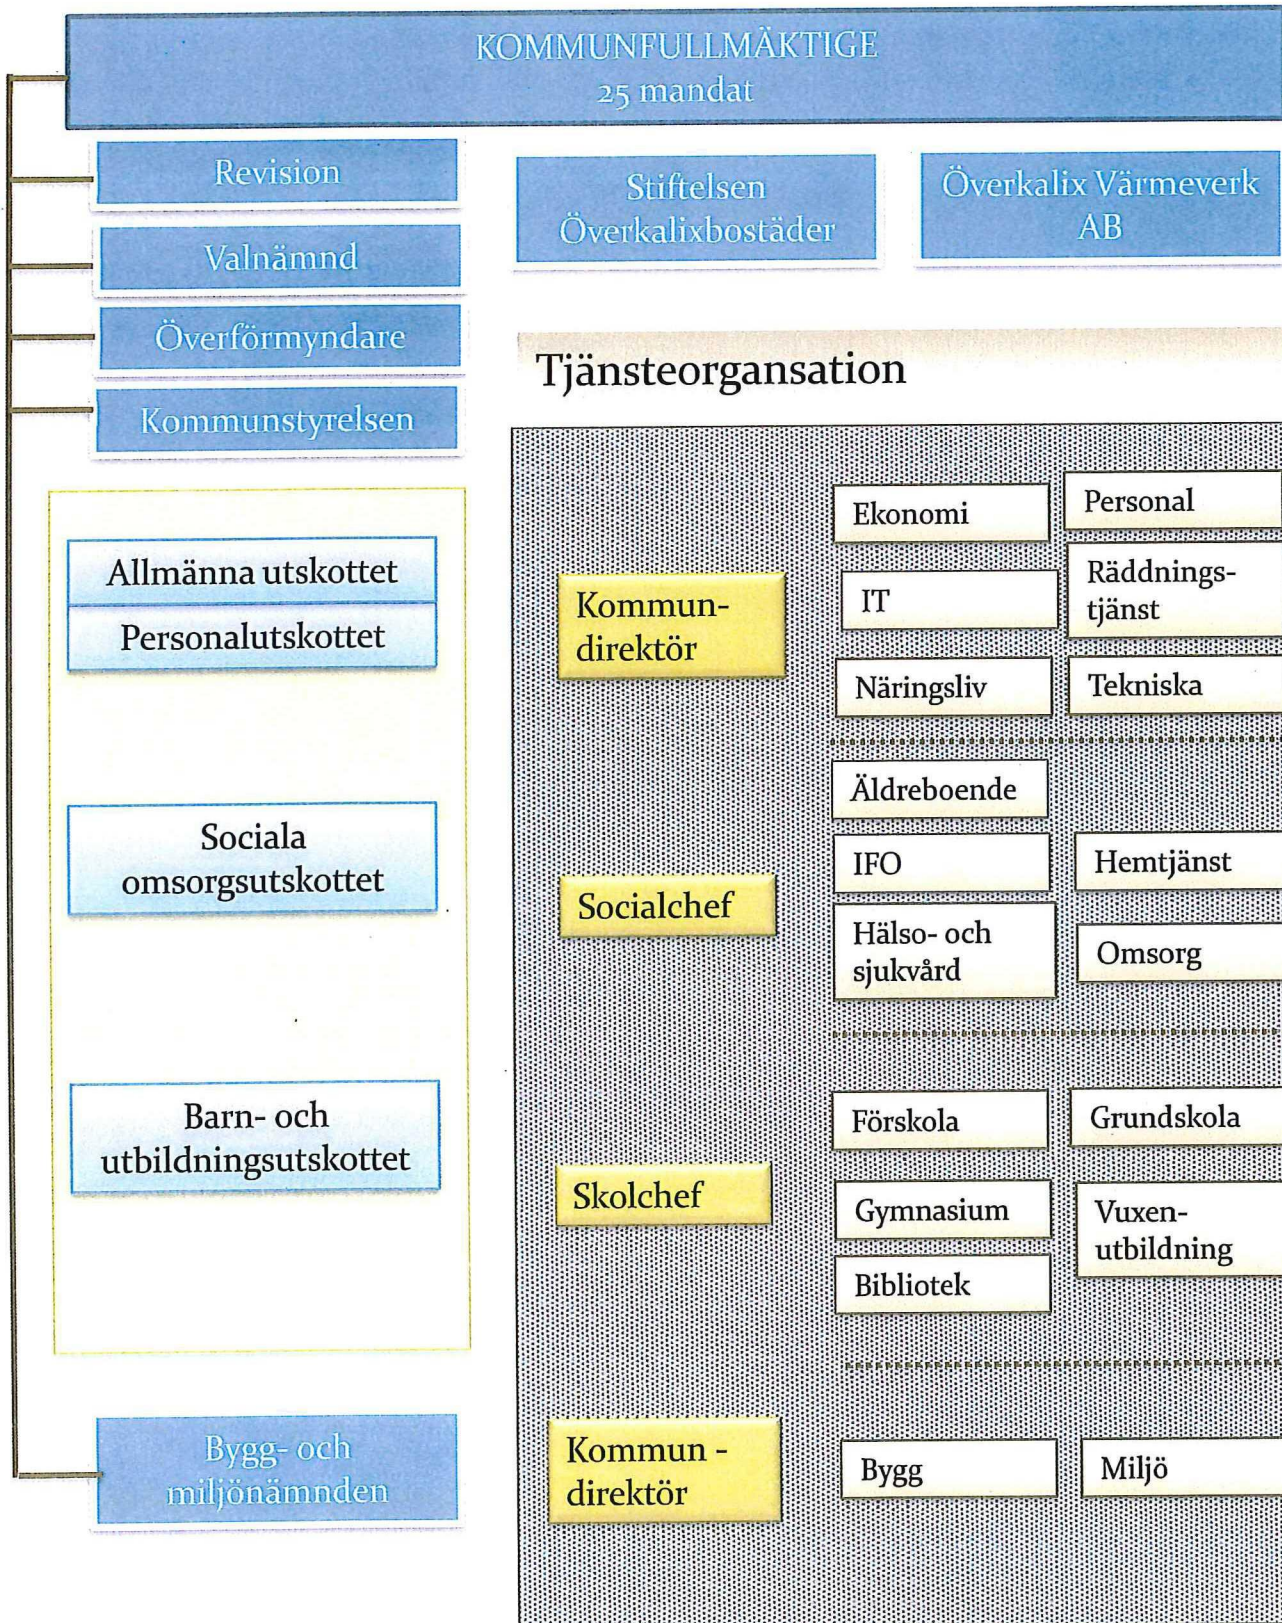 KOMMUNFULLMÄKTIGE
25 mandat
Revision
Valnämnd
Överförmyndare
Kommunstyrelsen
Stiftelsen
Överkalixbostäder
Överkalix Värmeverk
AB
Allmänna utskottet
Personalutskottet
Sociala
omsorgsutskottet
Barn- och
utbildningsutskottet
Bygg- och
miljönämnden
Tjänsteorgansation
Kommun-
direktör
Ekonomi
Personal
IT
Räddnings-
tjänst
Näringsliv
Tekniska
Socialchef
Äldreboende
IFO
Hemtjänst
Hälso- och
sjukvård
Omsorg
Skolchef
Förskola
Grundskola
Gymnasium
Vuxen-
utbildning
Bibliotek
Kommun -
direktör
Bygg
Miljö